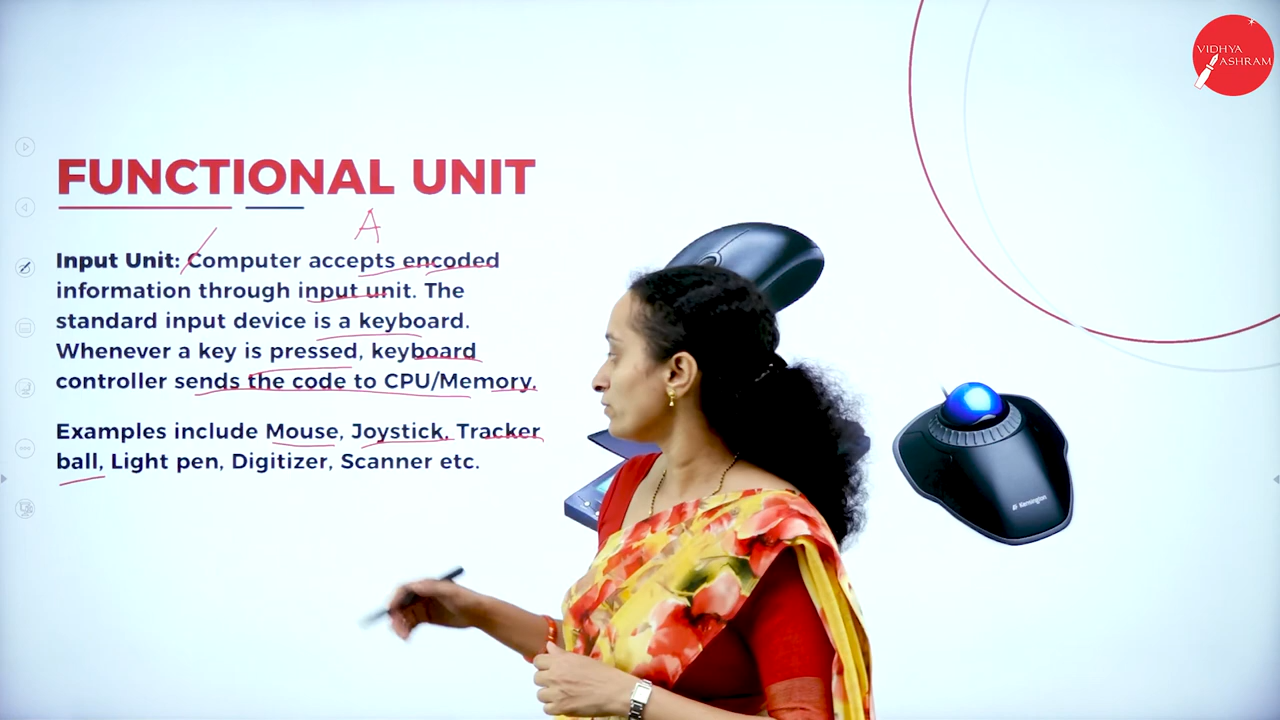 VIDHYA
ASHRAM
FUNCTIONAL UNIT
A
Input Unit: Computer accepts encoded
information through input unit. The
standard input device is a keyboard.
Whenever a key is pressed, keyboard
controller sends the code to CPU/Memory.
Examples include Mouse, Joystick, Tracker
ball, Light pen, Digitizer, Scanner etc.
Kensington